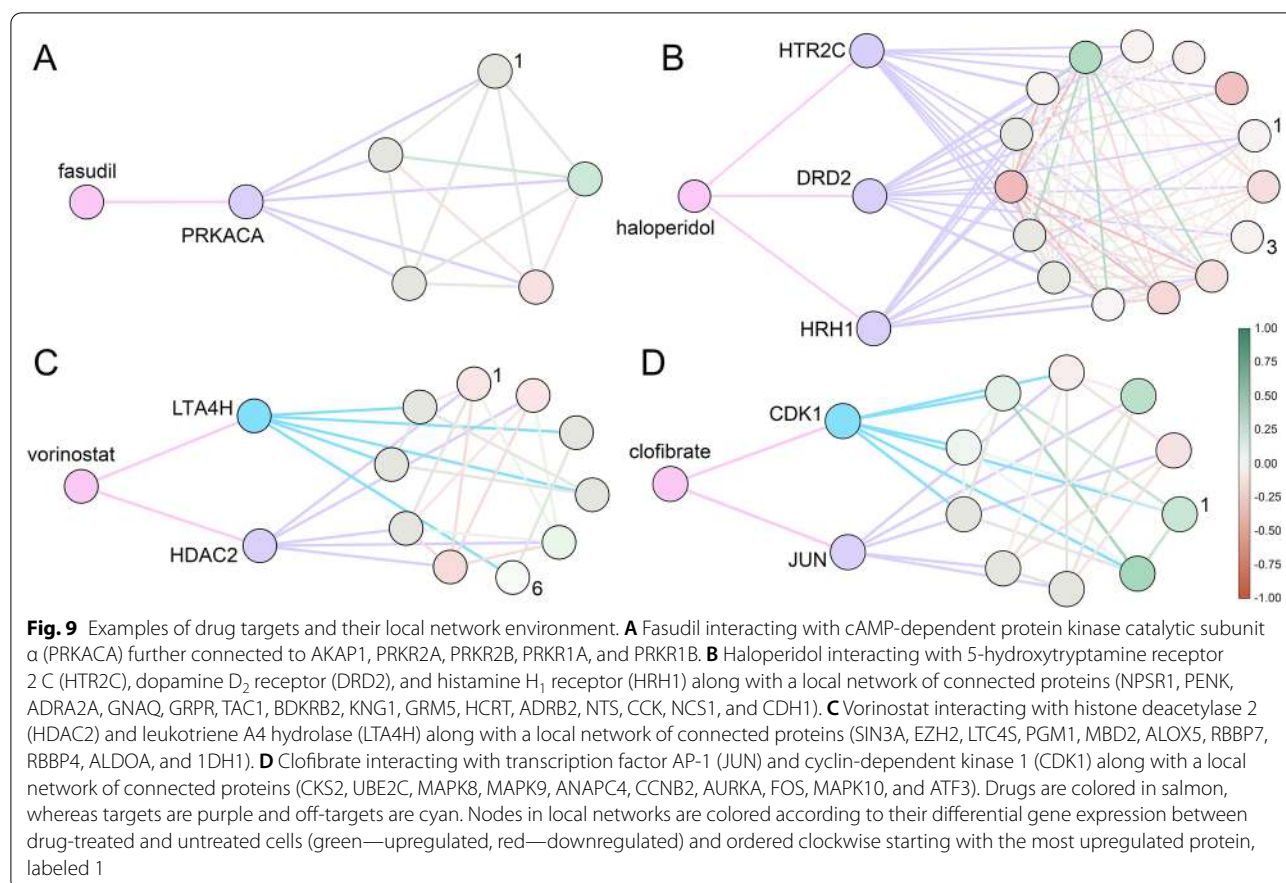 A
1
fasudil
PRKACA
B
HTR2C
DRD2
haloperidol
HRH1
1
3
C
LTA4H
vorinostat
HDAC2
1
6
D
CDK1
clofibrate
JUN
1
1.00
0.75
0.50
0.25
0.00
-0.25
-0.50
-0.75
-1.00
Fig. 9 Examples of drug targets and their local network environment. A Fasudil interacting with cAMP-dependent protein kinase catalytic subunit
α (PRKACA) further connected to AKAP1, PRKR2A, PRKR2B, PRKR1A, and PRKR1B. B Haloperidol interacting with 5-hydroxytryptamine receptor
2 C (HTR2C), dopamine D₂ receptor (DRD2), and histamine H₁ receptor (HRH1) along with a local network of connected proteins (NPSR1, PENK,
ADRA2A, GNAQ, GRPR, TAC1, BDKRB2, KNG1, GRM5, HCRT, ADRB2, NTS, CCK, NCS1, and CDH1). C Vorinostat interacting with histone deacetylase 2
(HDAC2) and leukotriene A4 hydrolase (LTA4H) along with a local network of connected proteins (SIN3A, EZH2, LTC4S, PGM1, MBD2, ALOX5, RBBP7,
RBBP4, ALDOA, and 1DH1). D Clofibrate interacting with transcription factor AP-1 (JUN) and cyclin-dependent kinase 1 (CDK1) along with a local
network of connected proteins (CKS2, UBE2C, MAPK8, MAPK9, ANAPC4, CCNB2, AURKA, FOS, MAPK10, and ATF3). Drugs are colored in salmon,
whereas targets are purple and off-targets are cyan. Nodes in local networks are colored according to their differential gene expression between
drug-treated and untreated cells (green—upregulated, red—downregulated) and ordered clockwise starting with the most upregulated protein,
labeled 1